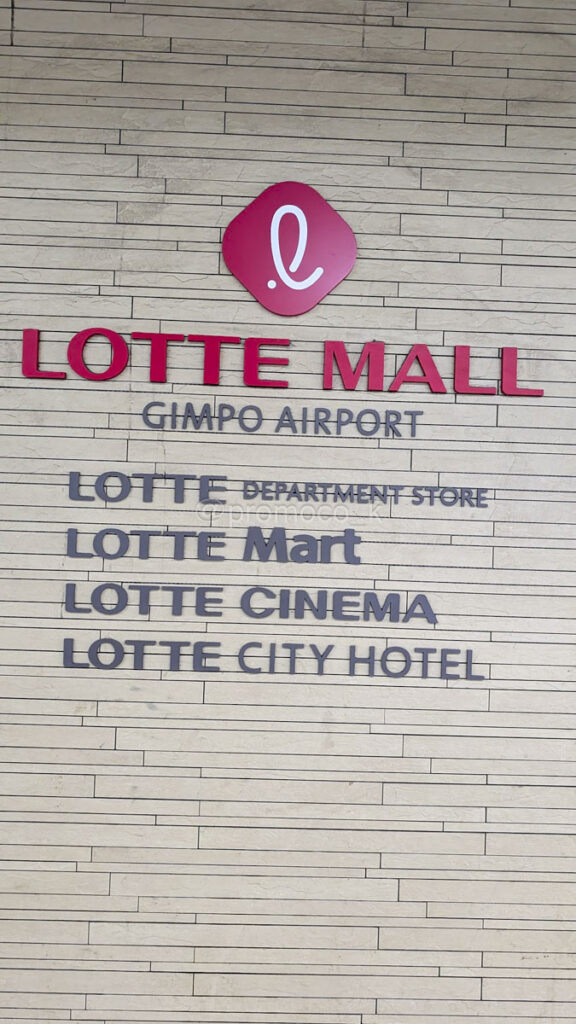 LOTTE MALL
GIMPO AIRPORT
LOTTE DEPARTMENT STORE
LOTTE Mart
LOTTE CINEMA
LOTTE CITY HOTEL